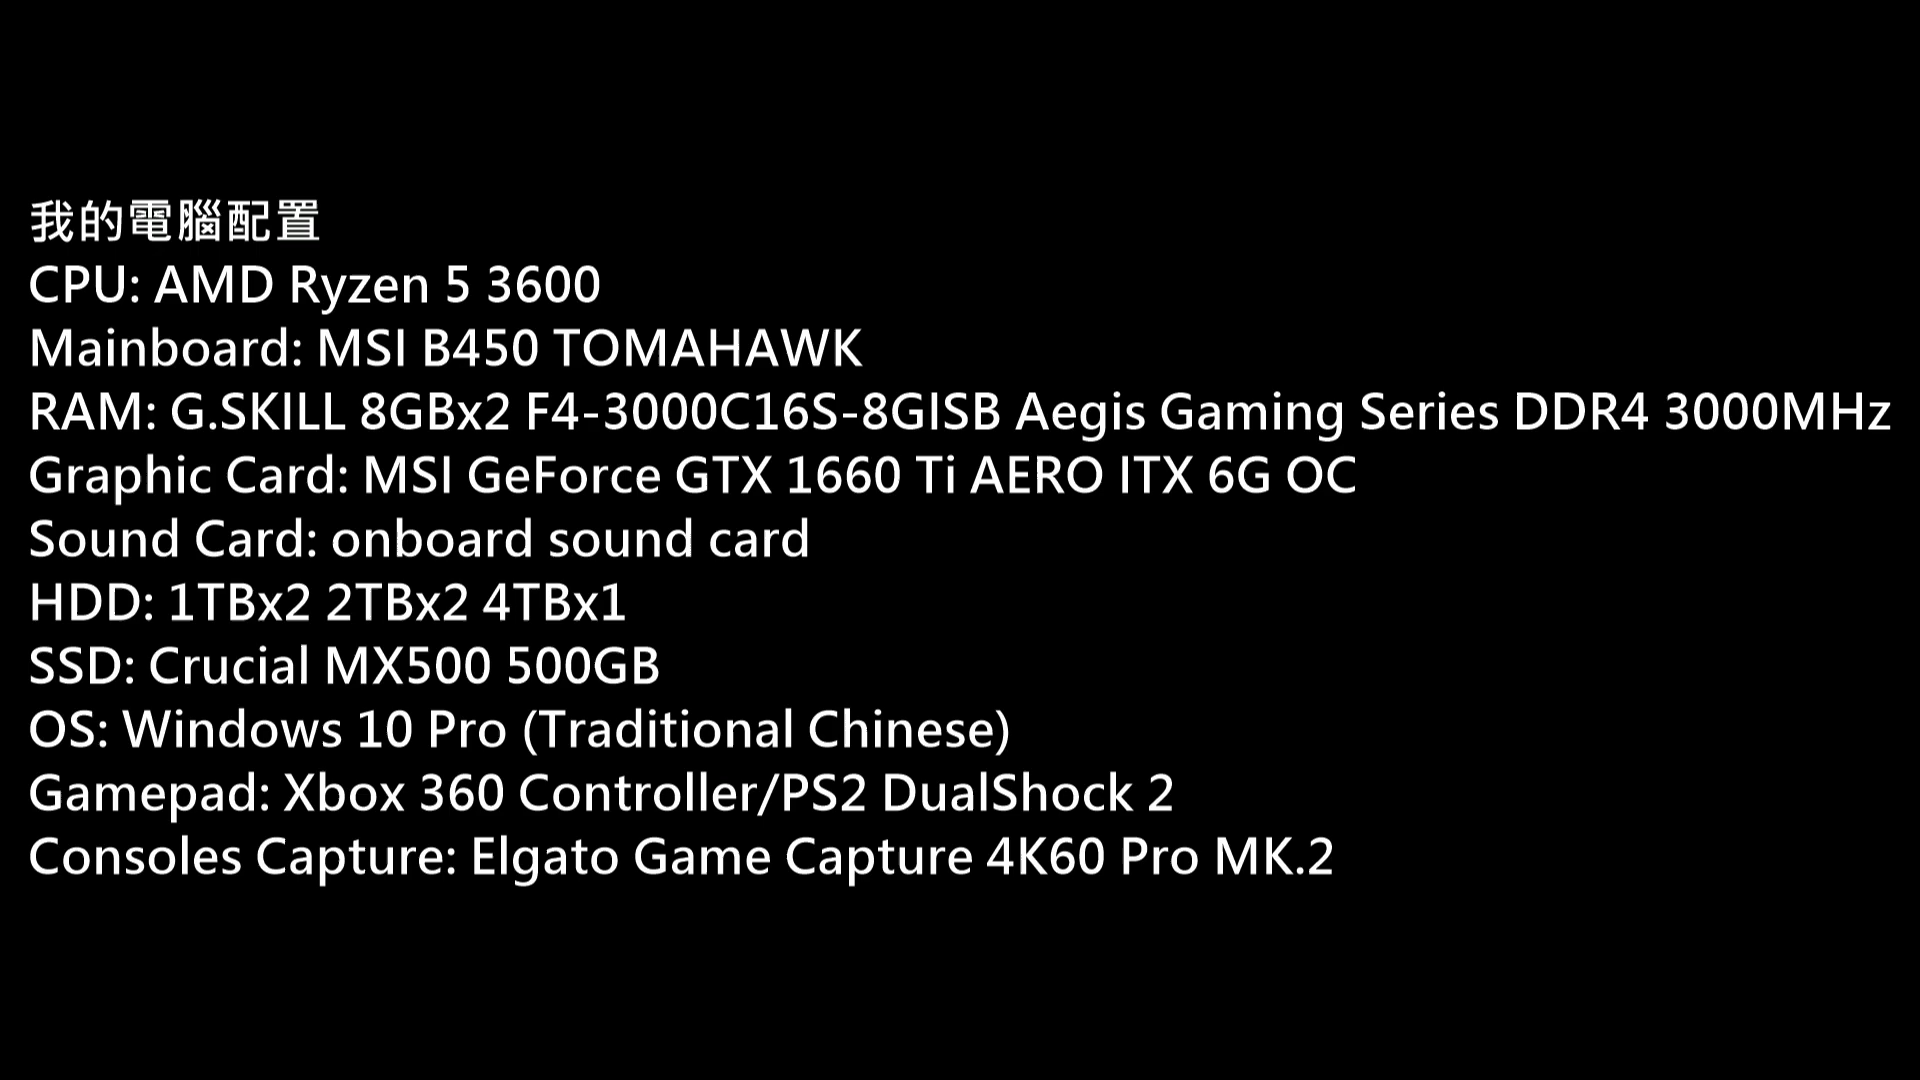 我的電腦配置
CPU: AMD Ryzen 5 3600
Mainboard: MSI B450 TOMAHAWK
RAM: G.SKILL 8GBx2 F4-3000C16S-8GISB Aegis Gaming Series DDR4 3000MHz
Graphic Card: MSI GeForce GTX 1660 Ti AERO ITX 6G OC
Sound Card: onboard sound card
HDD: 1TBx2 2TBx2 4TBx1
SSD: Crucial MX500 500GB
OS: Windows 10 Pro (Traditional Chinese)
Gamepad: Xbox 360 Controller/PS2 DualShock 2
Consoles Capture: Elgato Game Capture 4K60 Pro MK.2